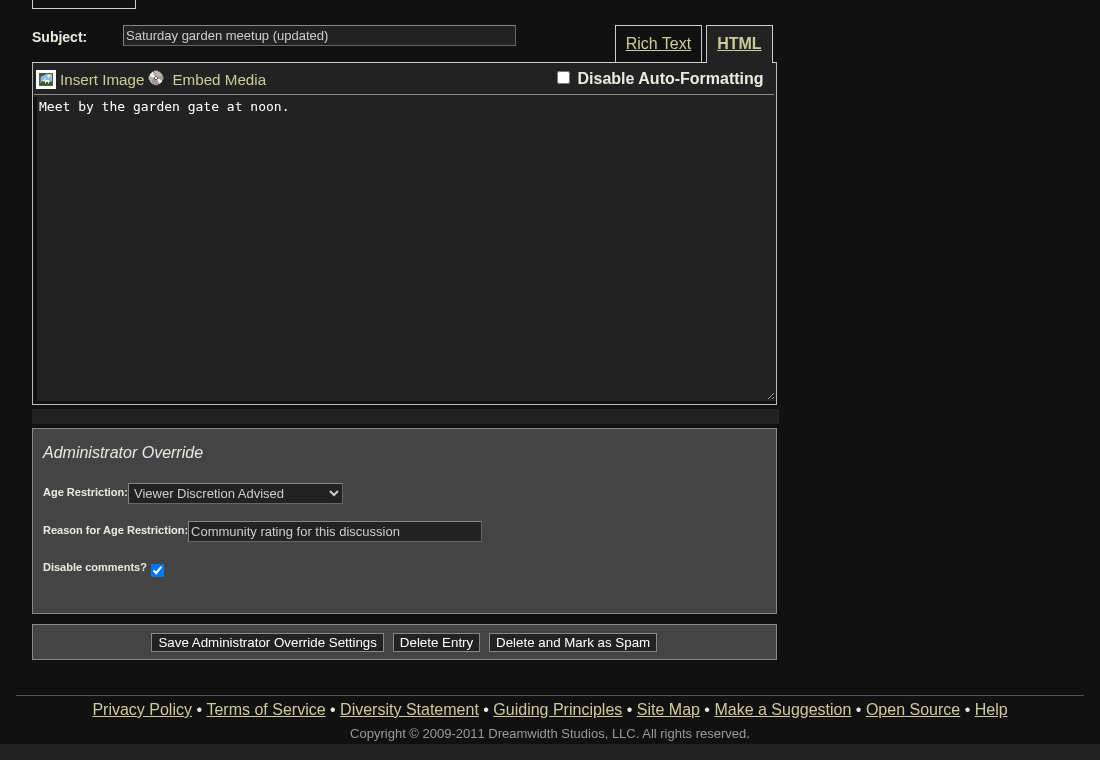 Subject: Saturday garden meetup (updated) Rich Text HTML
Insert Image Embed Media Disable Auto-Formatting
Meet by the garden gate at noon.
Administrator Override
Age Restriction: Viewer Discretion Advised
Reason for Age Restriction: Community rating for this discussion
Disable comments?
Save Administrator Override Settings Delete Entry Delete and Mark as Spam
Privacy Policy • Terms of Service • Diversity Statement • Guiding Principles • Site Map • Make a Suggestion • Open Source • Help
Copyright © 2009-2011 Dreamwidth Studios, LLC. All rights reserved.